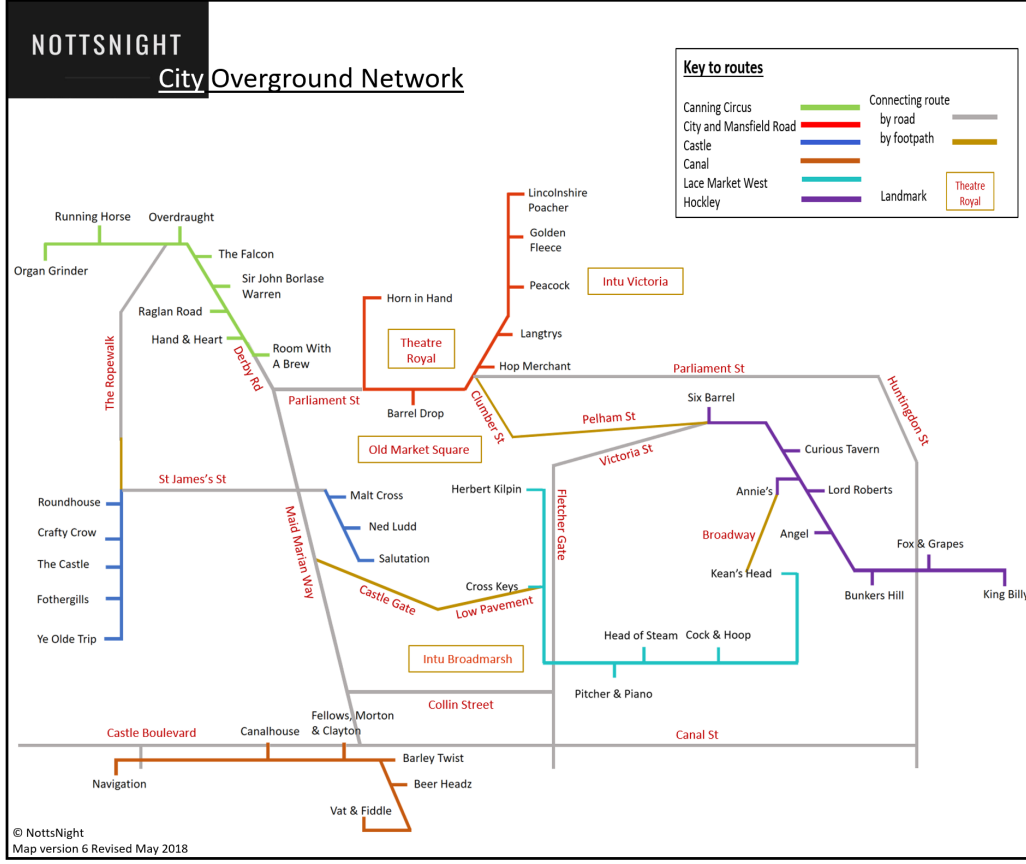 NOTTSNIGHT
City Overground Network
Key to routes
Canning Circus
City and Mansfield Road
Castle
Canal
Lace Market West
Hockley
Connecting route
by road
by footpath
Landmark
Theatre
Royal
Running Horse
Overdraught
Organ Grinder
The Falcon
Sir John Borlase
Warren
Raglan Road
Hand & Heart
Room With
A Brew
Derby Rd
The Ropewalk
Lincolnshire
Poacher
Golden
Fleece
Peacock
Intu Victoria
Horn in Hand
Theatre
Royal
Langtrys
Hop Merchant
Parliament St
Barrel Drop
Clumber St
Parliament St
Huntingdon St
Old Market Square
Pelham St
Six Barrel
Victoria St
Curious Tavern
St James's St
Roundhouse
Crafty Crow
The Castle
Fothergills
Ye Olde Trip
Malt Cross
Ned Ludd
Salutation
Maid Marian Way
Herbert Kilpin
Fletcher Gate
Annie's
Lord Roberts
Broadway
Angel
Fox & Grapes
Kean's Head
Bunkers Hill
King Billy
Castle Gate
Cross Keys
Low Pavement
Head of Steam
Cock & Hoop
Intu Broadmarsh
Pitcher & Piano
Collin Street
Castle Boulevard
Canalhouse
Fellows, Morton
& Clayton
Canal St
Barley Twist
Navigation
Beer Headz
Vat & Fiddle
© NottsNight
Map version 6 Revised May 2018